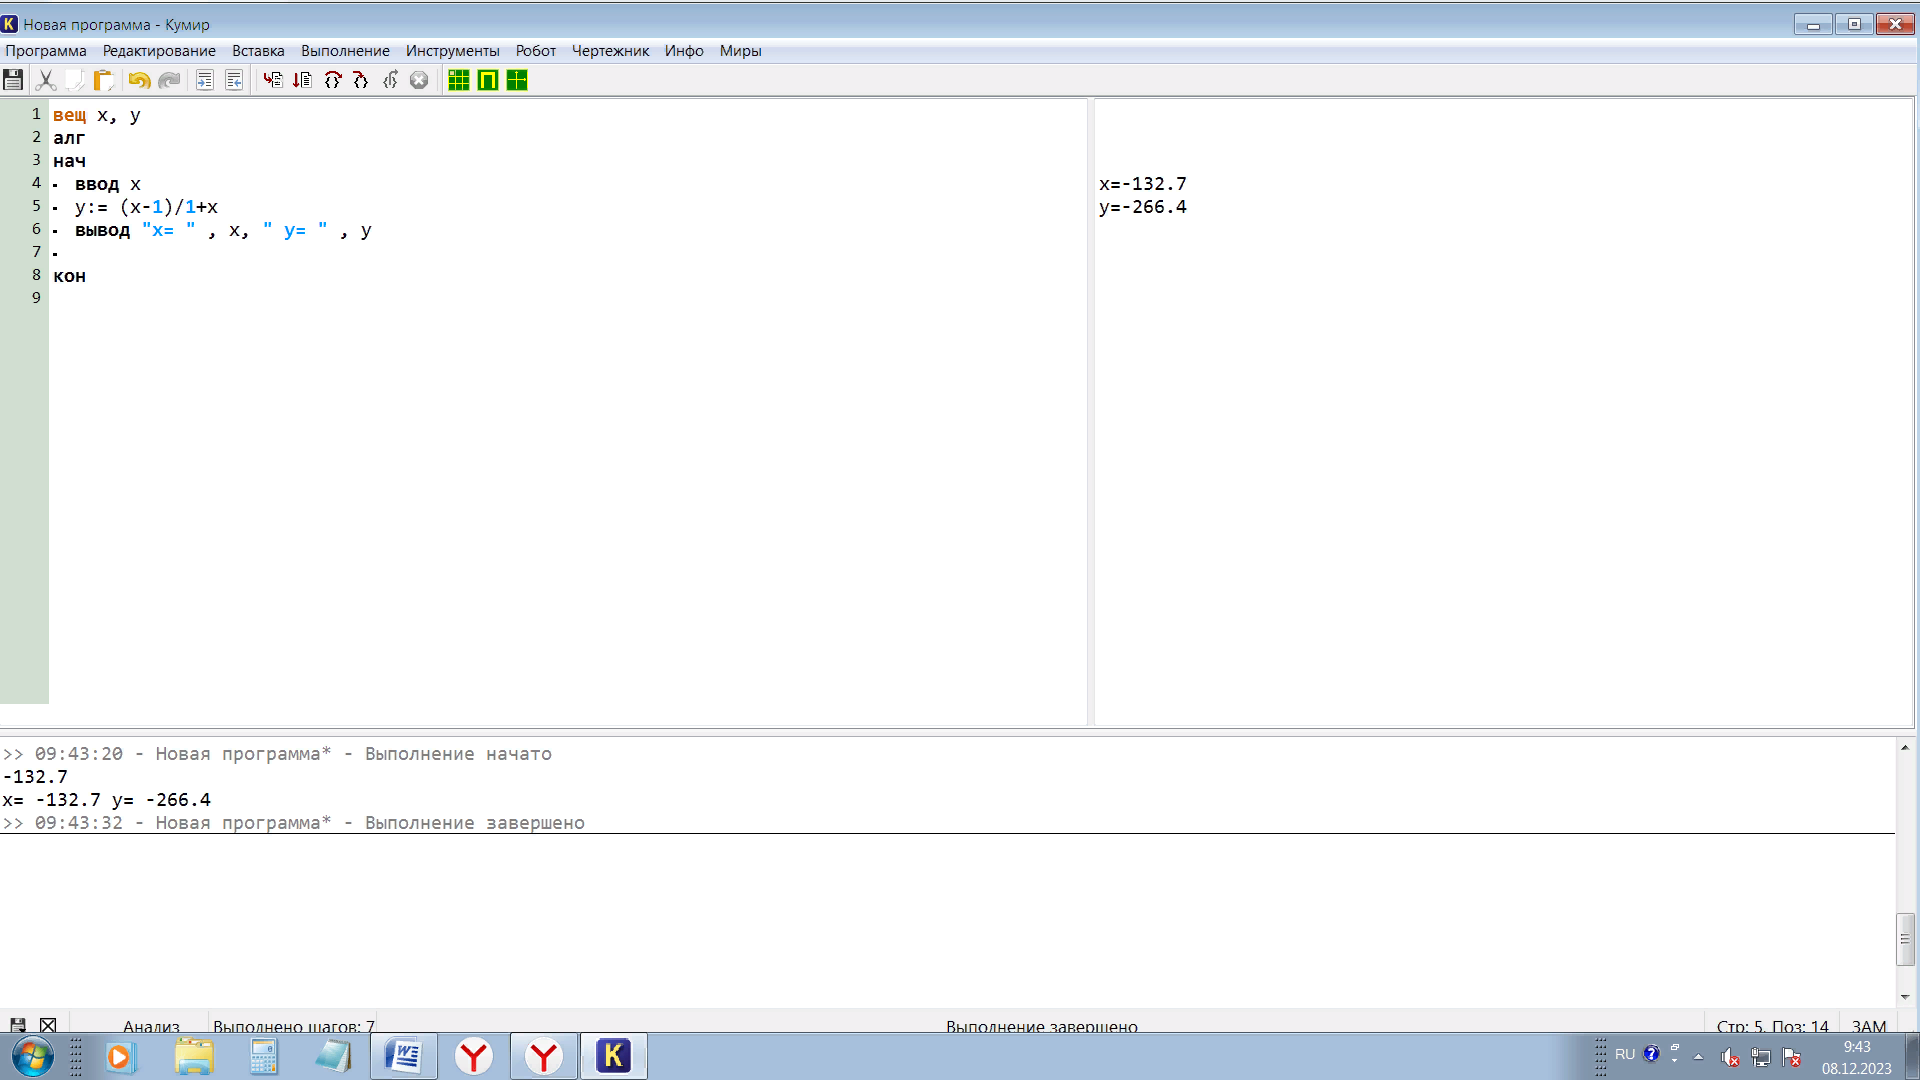 Новая программа - Кумир
Программа Редактирование Вставка Выполнение Инструменты Робот Чертежник Инфо Миры
1 вещ x, y
2 алг
3 нач
4 ввод x
x=-132.7
5 y:= (x-1)/1+x
y=-266.4
6 вывод "x= " , x, " y= " , y
7
8 кон
9
>> 09:43:20 - Новая программа* - Выполнение начато
-132.7
x= -132.7 y= -266.4
>> 09:43:32 - Новая программа* - Выполнение завершено
Анализ Выполнено шагов: 7 Выполнение завершено Стр: 5, Поз: 14 ЗАМ
RU
9:43
08.12.2023